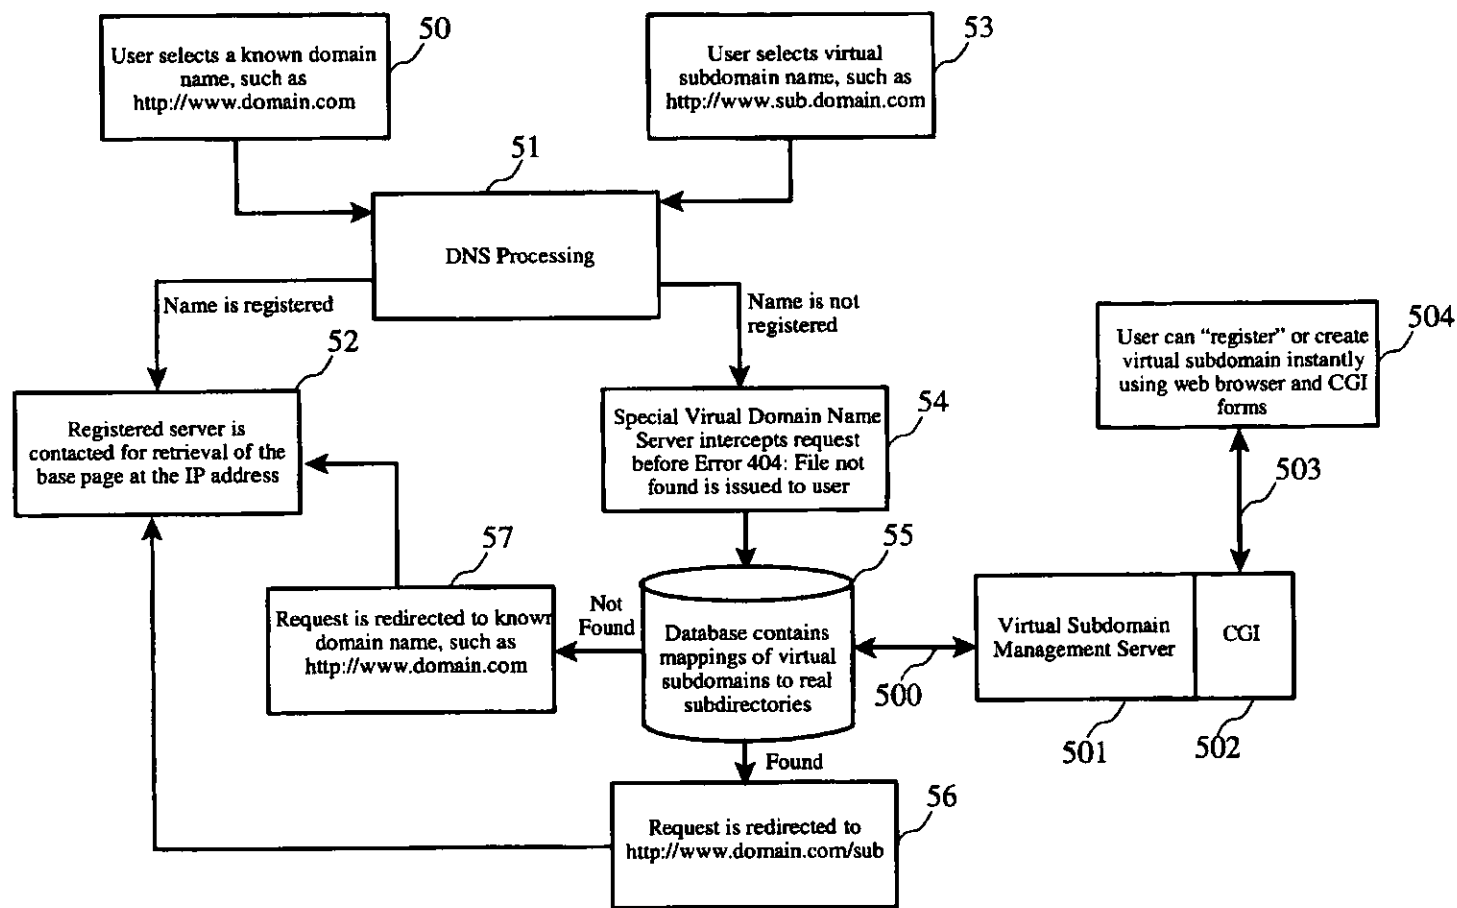 50
User selects a known domain
name, such as
http://www.domain.com
53
User selects virtual
subdomain name, such as
http://www.sub.domain.com
51
DNS Processing
Name is registered
Name is not
registered
52
Registered server is
contacted for retrieval of the
base page at the IP address
54
Special Virual Domain Name
Server intercepts request
before Error 404: File not
found is issued to user
504
User can “register” or create
virtual subdomain instantly
using web browser and CGI
forms
503
57
Request is redirected to known
domain name, such as
http://www.domain.com
Not
Found
55
Database contains
mappings of virtual
subdomains to real
subdirectories
500
Virtual Subdomain
Management Server
CGI
501
502
Found
56
Request is redirected to
http://www.domain.com/sub